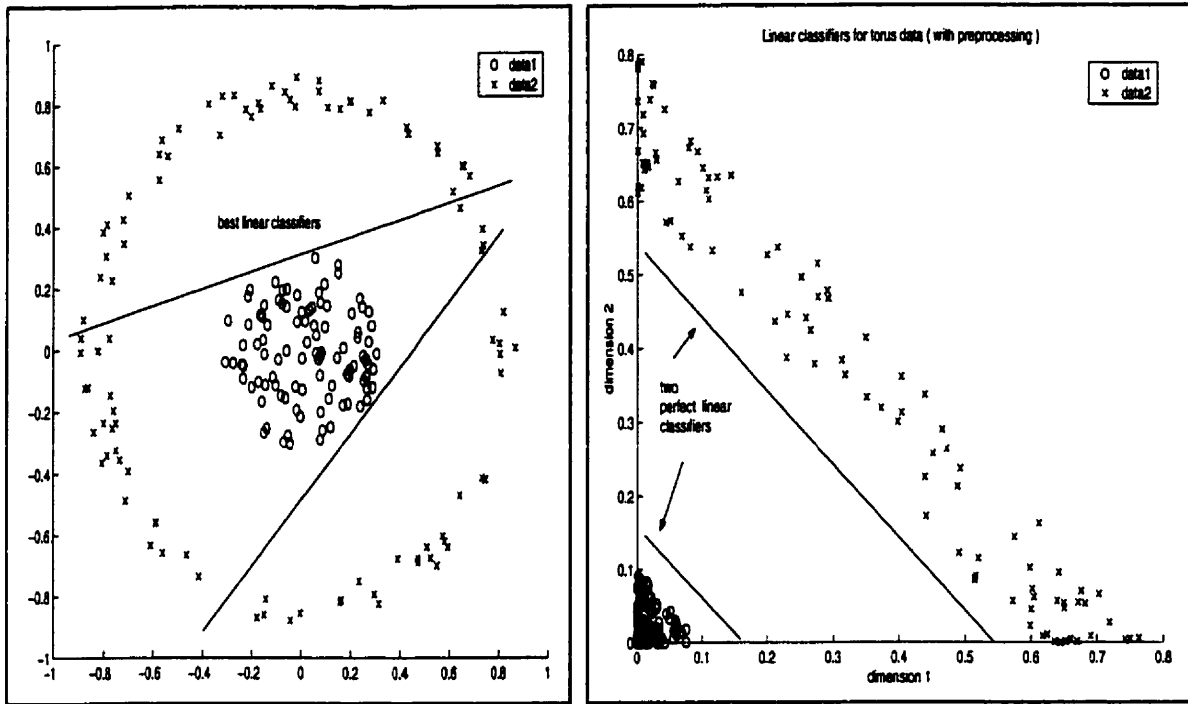 1
0.8
0.6
0.4
0.2
0
−0.2
−0.4
−0.6
−0.8
−1
−1 −0.8 −0.6 −0.4 −0.2 0 0.2 0.4 0.6 0.8 1
data1
data2
best linear classifiers
Linear classifiers for torus data ( with preprocessing )
data1
data2
0.8
0.7
0.6
0.5
0.4
0.3
0.2
0.1
0
dimension 2
two
perfect linear
classifiers
0 0.1 0.2 0.3 0.4 0.5 0.6 0.7 0.8
dimension 1